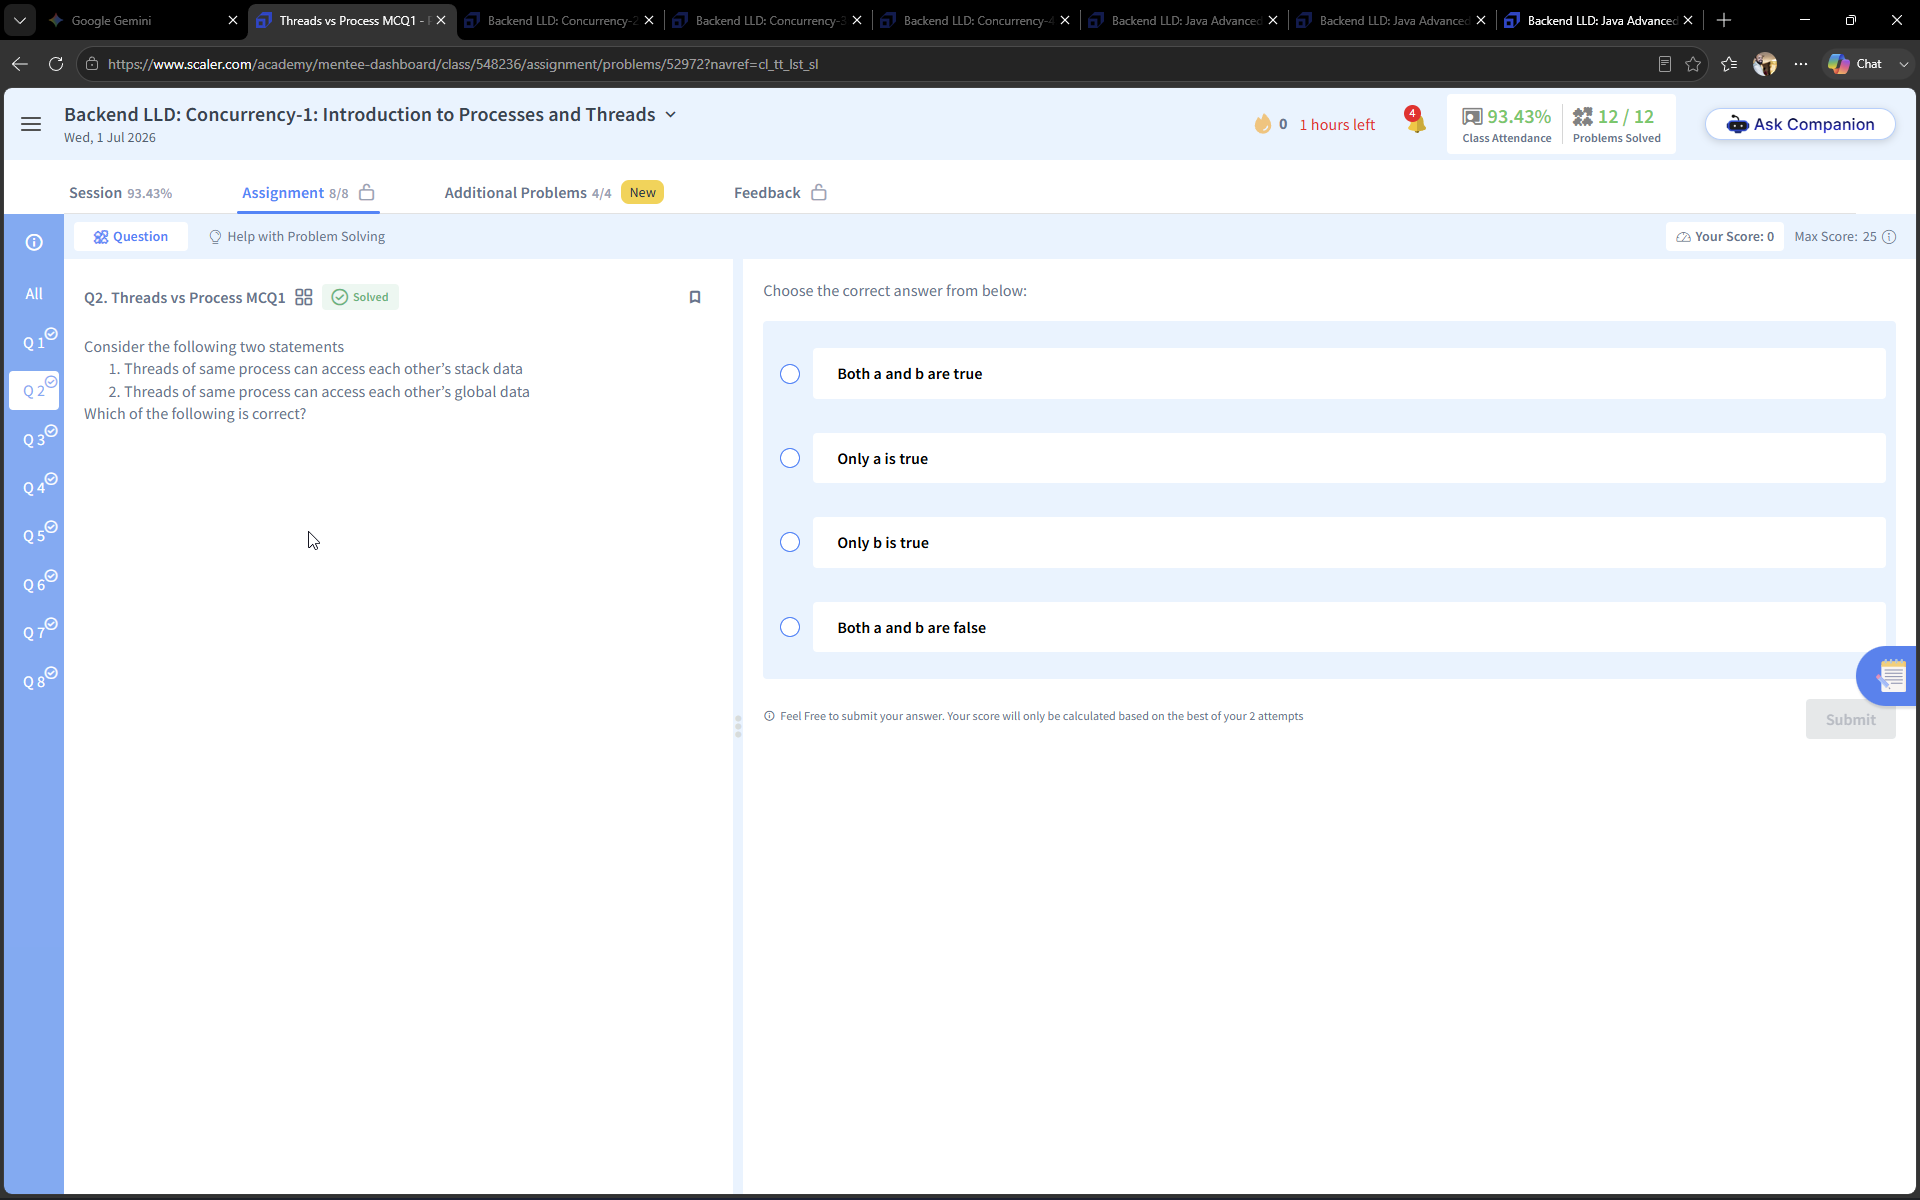 Google Gemini
Threads vs Process MCQ1 -
Backend LLD: Concurrency-2
Backend LLD: Concurrency-3
Backend LLD: Concurrency-4
Backend LLD: Java Advanced
Backend LLD: Java Advanced
Backend LLD: Java Advanced
https://www.scaler.com/academy/mentee-dashboard/class/548236/assignment/problems/52972?navref=cl_tt_lst_sl
Chat
Backend LLD: Concurrency-1: Introduction to Processes and Threads
Wed, 1 Jul 2026
0 1 hours left
4
93.43%
Class Attendance
12 / 12
Problems Solved
Ask Companion
Session 93.43%
Assignment 8/8
Additional Problems 4/4 New
Feedback
Question
Help with Problem Solving
Your Score: 0
Max Score: 25
All
Q 1
Q 2
Q 3
Q 4
Q 5
Q 6
Q 7
Q 8
Q2. Threads vs Process MCQ1
Solved
Consider the following two statements
1. Threads of same process can access each other’s stack data
2. Threads of same process can access each other’s global data
Which of the following is correct?
Choose the correct answer from below:
Both a and b are true
Only a is true
Only b is true
Both a and b are false
Feel Free to submit your answer. Your score will only be calculated based on the best of your 2 attempts
Submit